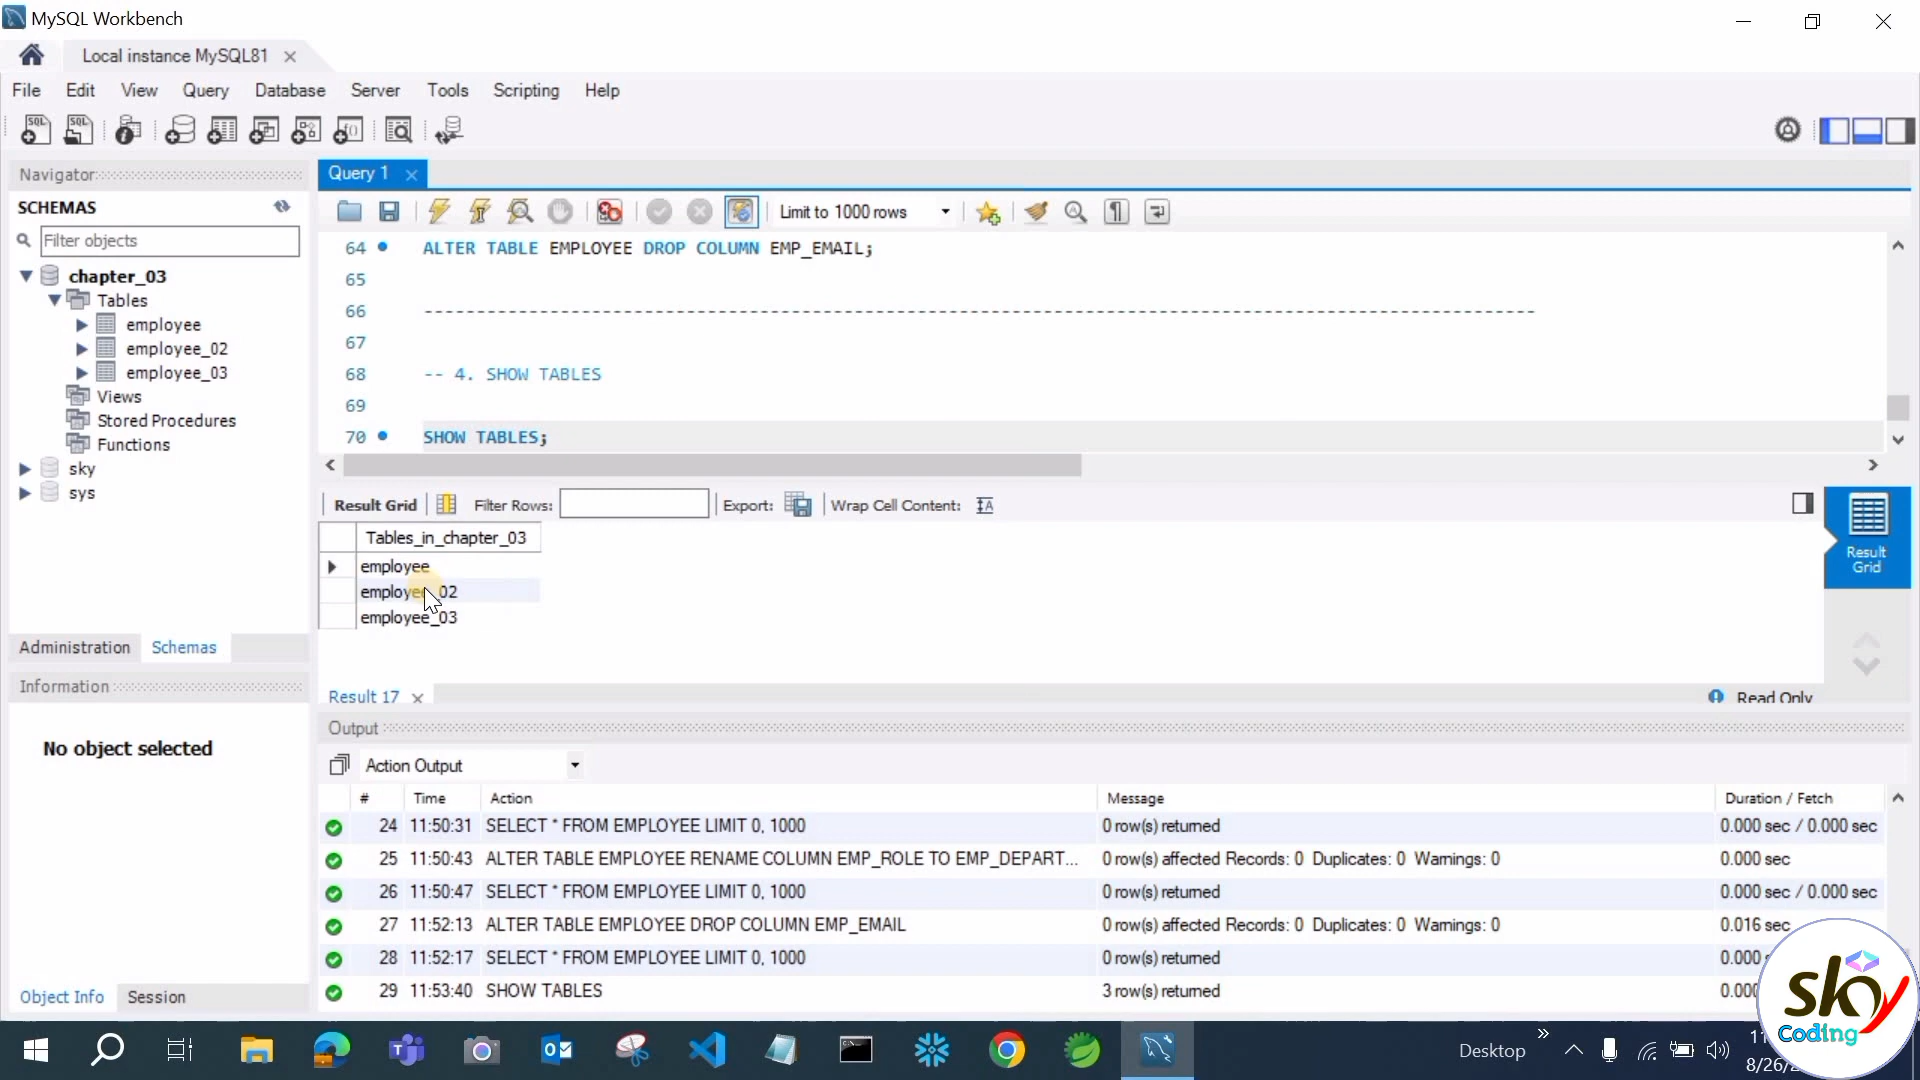 MySQL Workbench
Local instance MySQL81
File Edit View Query Database Server Tools Scripting Help
Navigator
SCHEMAS
Filter objects
chapter_03
Tables
employee
employee_02
employee_03
Views
Stored Procedures
Functions
sky
sys
Administration Schemas
Information
No object selected
Object Info Session
Query 1
Limit to 1000 rows
64 ALTER TABLE EMPLOYEE DROP COLUMN EMP_EMAIL;
65
66 ----------------------------------------------------------------------------------------------------------
67
68 -- 4. SHOW TABLES
69
70 SHOW TABLES;
Result Grid Filter Rows: Export: Wrap Cell Content:
Tables_in_chapter_03
employee
employee_02
employee_03
Result
Grid
Result 17 Read Only
Output
Action Output
# Time Action Message Duration / Fetch
24 11:50:31 SELECT * FROM EMPLOYEE LIMIT 0, 1000 0 row(s) returned 0.000 sec / 0.000 sec
25 11:50:43 ALTER TABLE EMPLOYEE RENAME COLUMN EMP_ROLE TO EMP_DEPART... 0 row(s) affected Records: 0 Duplicates: 0 Warnings: 0 0.000 sec
26 11:50:47 SELECT * FROM EMPLOYEE LIMIT 0, 1000 0 row(s) returned 0.000 sec / 0.000 sec
27 11:52:13 ALTER TABLE EMPLOYEE DROP COLUMN EMP_EMAIL 0 row(s) affected Records: 0 Duplicates: 0 Warnings: 0 0.016 sec
28 11:52:17 SELECT * FROM EMPLOYEE LIMIT 0, 1000 0 row(s) returned 0.000
29 11:53:40 SHOW TABLES 3 row(s) returned
sky
Coding
Desktop